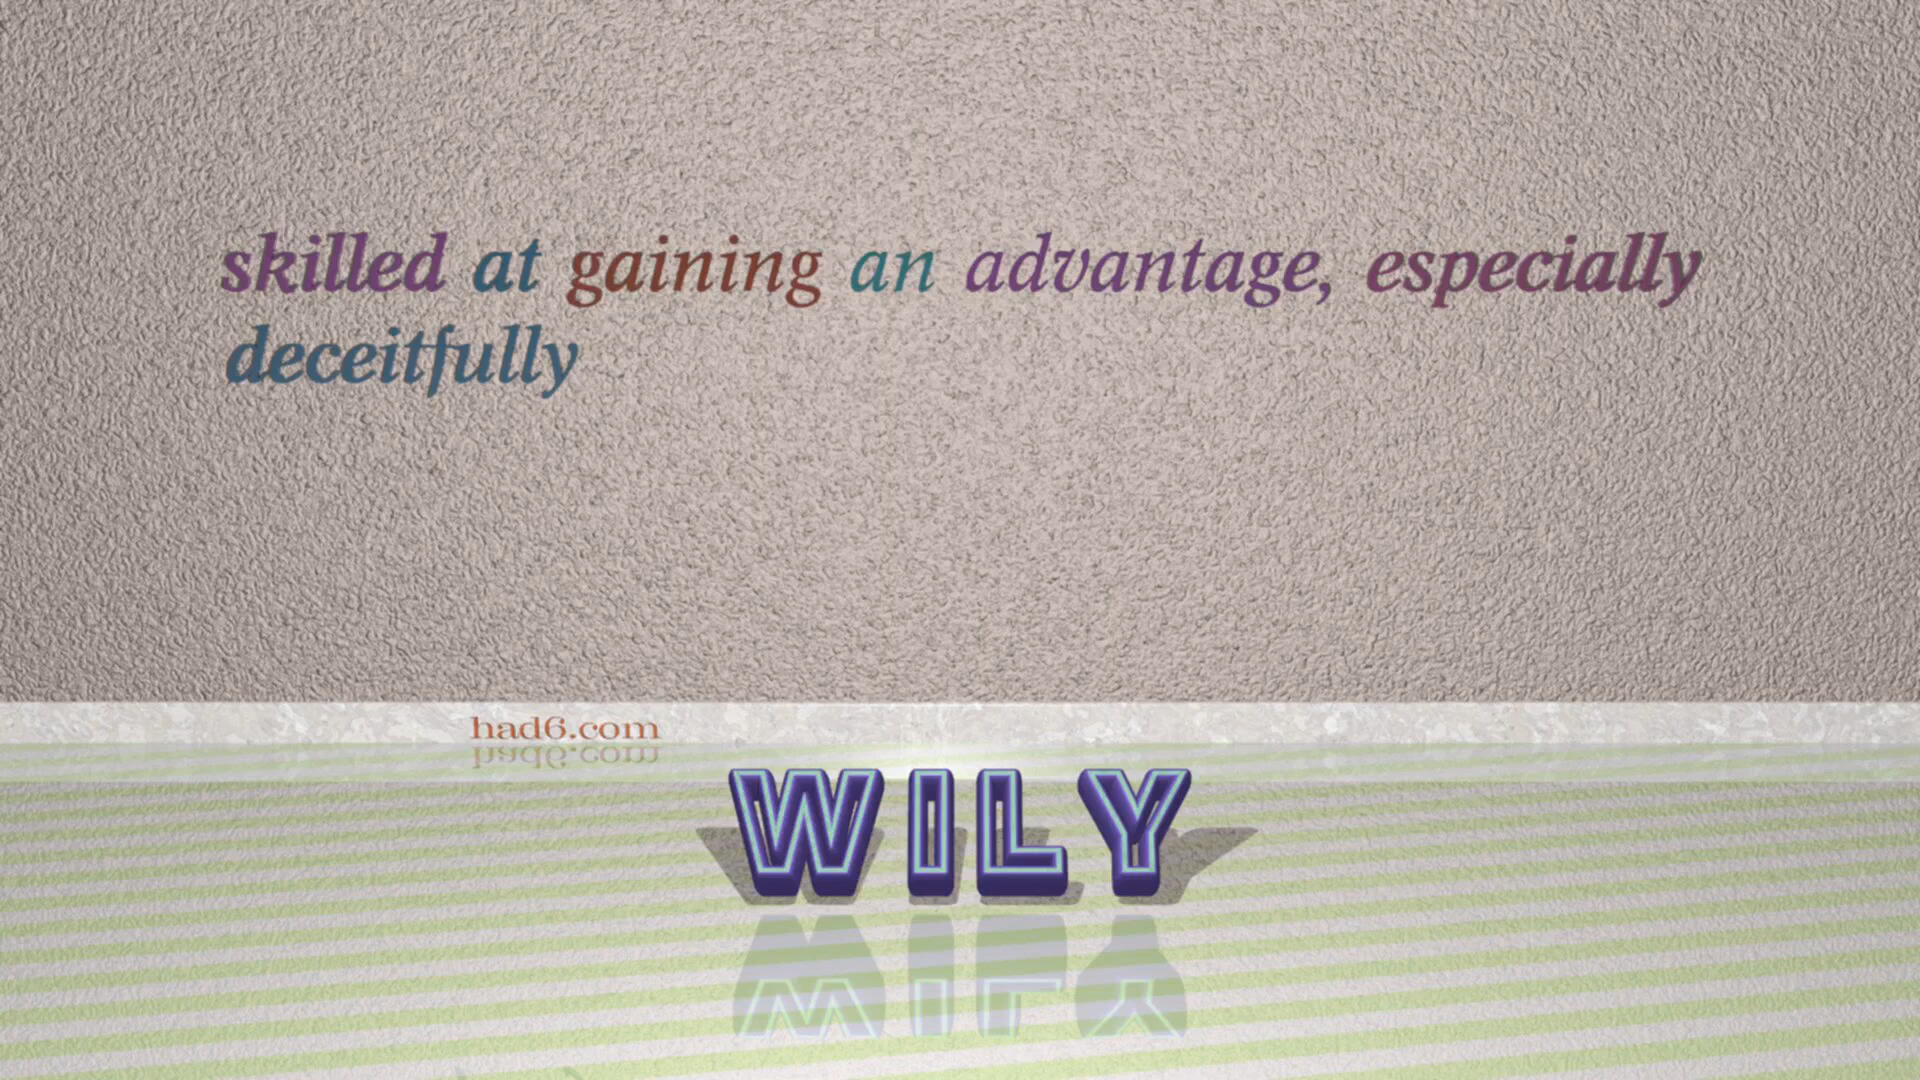 skilled at gaining an advantage, especially
deceitfully
had6.com
WILY